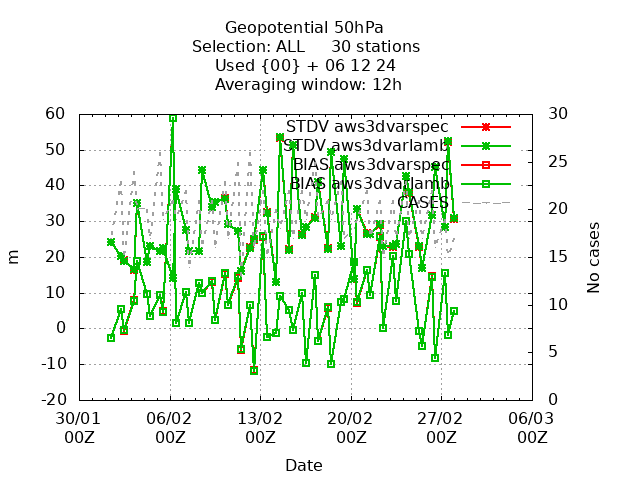 Geopotential 50hPa
Selection: ALL 30 stations
Used {00} + 06 12 24
Averaging window: 12h
60 30
STDV aws3dvarspec
50 STDV aws3dvarlamb 25
BIAS aws3dvarspec
40 BIAS aws3dvarlamb
CASES
30 20
20 15
m
No cases
10 10
0
5
-10
-20 0
30/01 06/02 13/02 20/02 27/02 06/03
00Z 00Z 00Z 00Z 00Z 00Z
Date